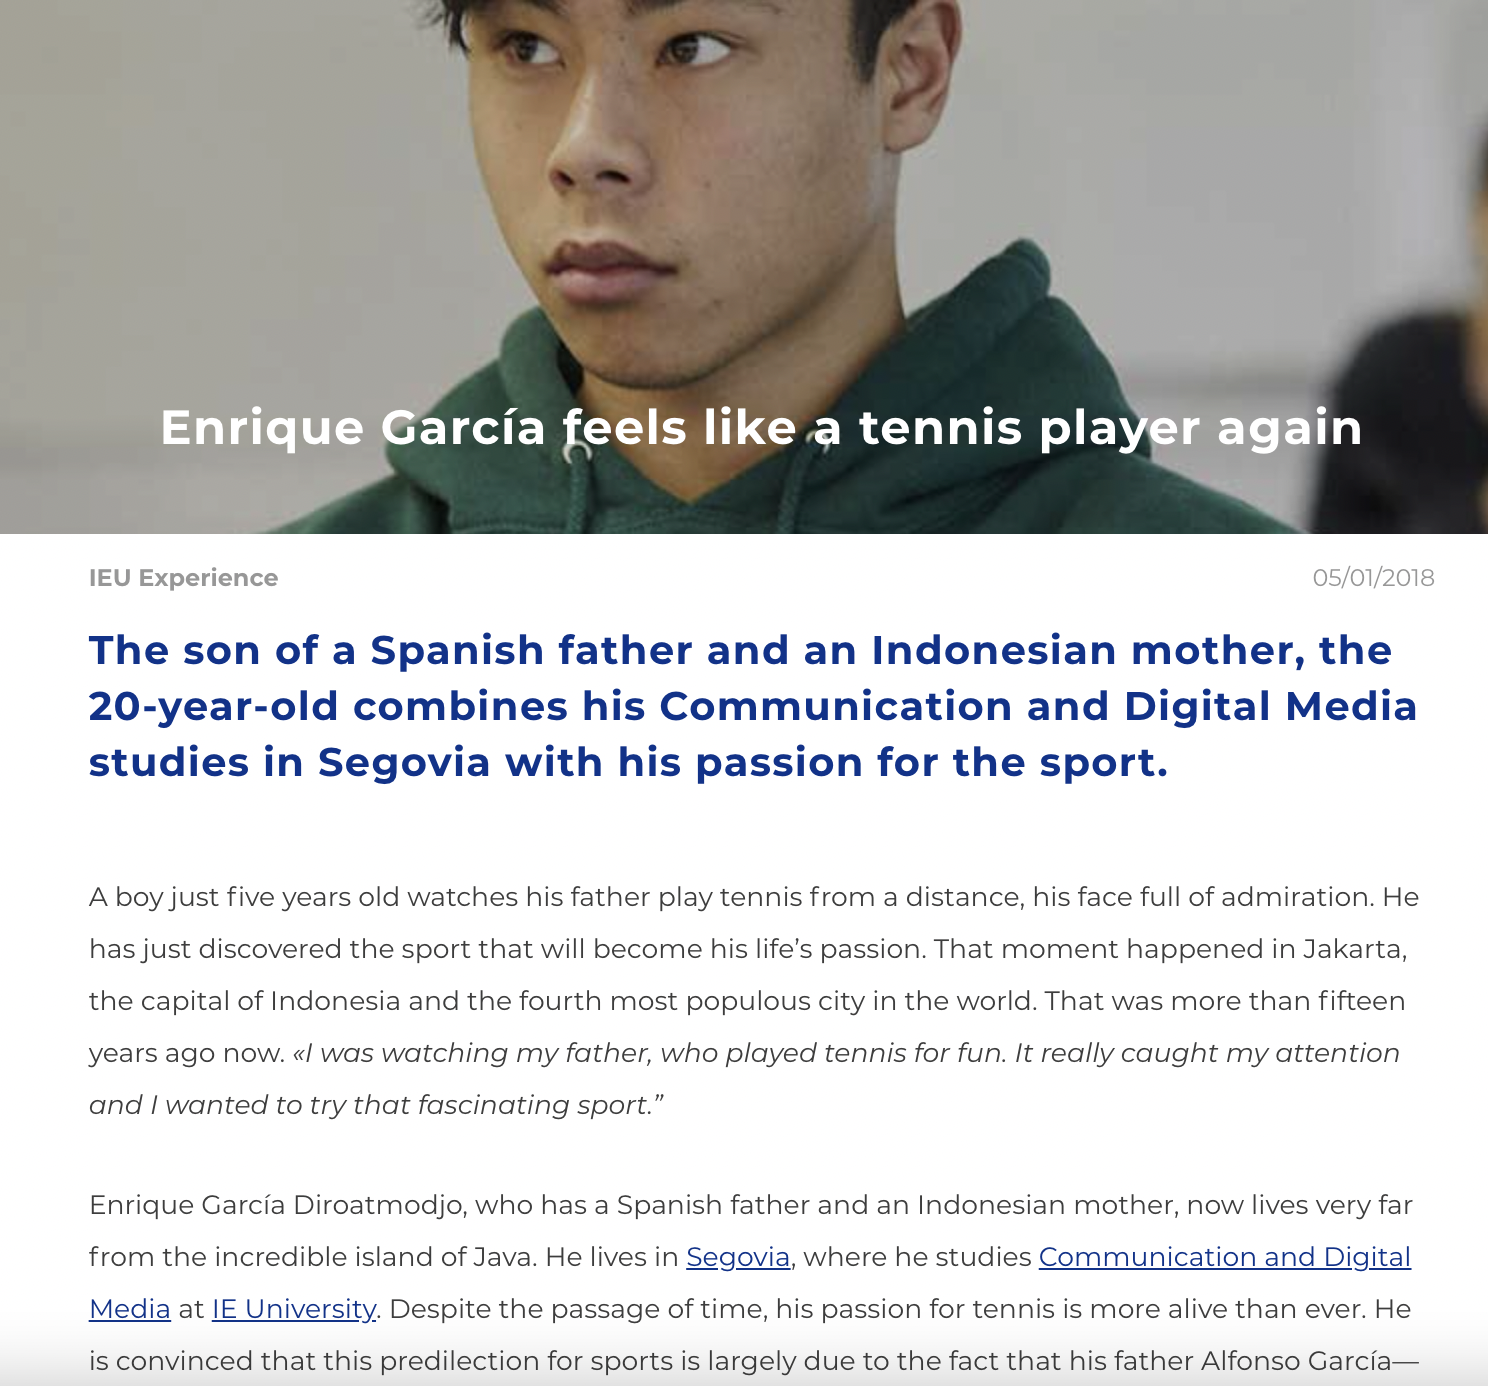 Enrique García feels like a tennis player again
IEU Experience
05/01/2018
The son of a Spanish father and an Indonesian mother, the
20-year-old combines his Communication and Digital Media
studies in Segovia with his passion for the sport.
A boy just five years old watches his father play tennis from a distance, his face full of admiration. He
has just discovered the sport that will become his life’s passion. That moment happened in Jakarta,
the capital of Indonesia and the fourth most populous city in the world. That was more than fifteen
years ago now. «I was watching my father, who played tennis for fun. It really caught my attention
and I wanted to try that fascinating sport.”
Enrique García Diroatmodjo, who has a Spanish father and an Indonesian mother, now lives very far
from the incredible island of Java. He lives in Segovia, where he studies Communication and Digital
Media at IE University. Despite the passage of time, his passion for tennis is more alive than ever. He
is convinced that this predilection for sports is largely due to the fact that his father Alfonso García—